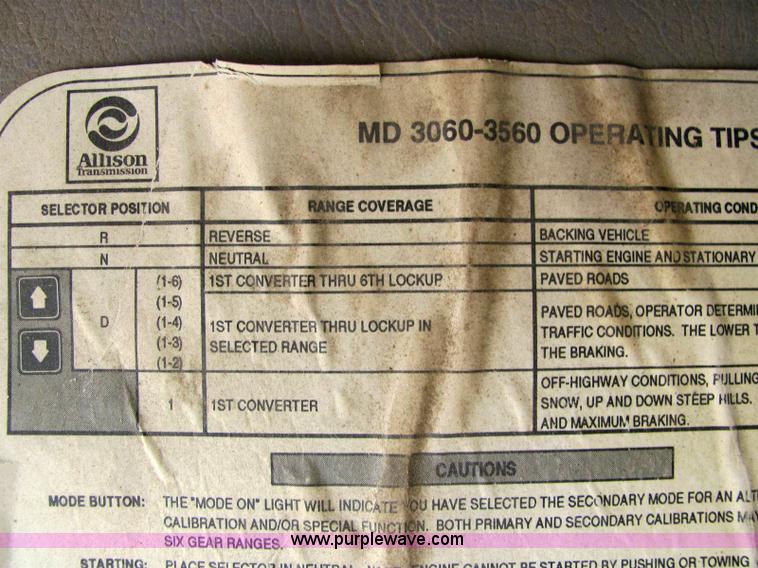 Allison
Transmission
MD 3060-3560 OPERATING TIPS
SELECTOR POSITION RANGE COVERAGE OPERATING COND
R REVERSE BACKING VEHICLE
N NEUTRAL STARTING ENGINE AND STATIONARY
D (1-6) 1ST CONVERTER THRU 6TH LOCKUP PAVED ROADS
(1-5)
(1-4)
(1-3)
(1-2)
1ST CONVERTER THRU LOCKUP IN
SELECTED RANGE
PAVED ROADS, OPERATOR DETERMI
TRAFFIC CONDITIONS. THE LOWER T
THE BRAKING.
1 1ST CONVERTER
OFF-HIGHWAY CONDITIONS, PULLING
SNOW, UP AND DOWN STEEP HILLS.
AND MAXIMUM BRAKING.
CAUTIONS
MODE BUTTON: THE "MODE ON" LIGHT WILL INDICATE YOU HAVE SELECTED THE SECONDARY MODE FOR AN ALT
CALIBRATION AND/OR SPECIAL FUNCTION. BOTH PRIMARY AND SECONDARY CALIBRATIONS MAY
SIX GEAR RANGES.
www.purplewave.com
STARTING: PLACE SELECTOR IN NEUTRAL. ENGINE CANNOT BE STARTED BY PUSHING OR TOWING